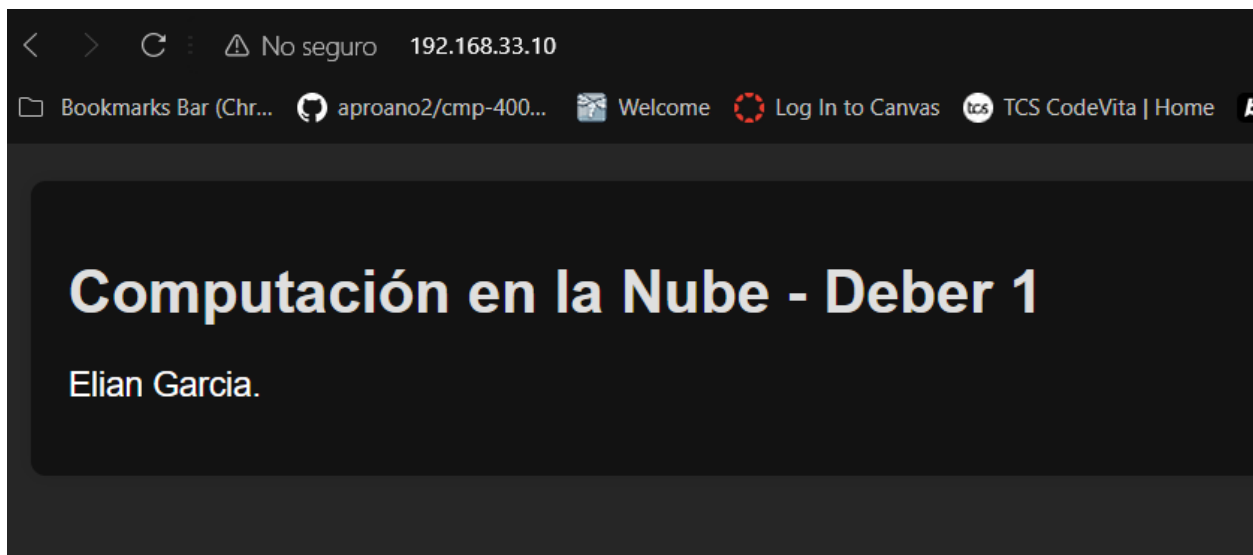 No seguro 192.168.33.10
Bookmarks Bar (Chr... aproano2/cmp-400... Welcome Log In to Canvas tcs TCS CodeVita | Home
Computación en la Nube - Deber 1
Elian Garcia.